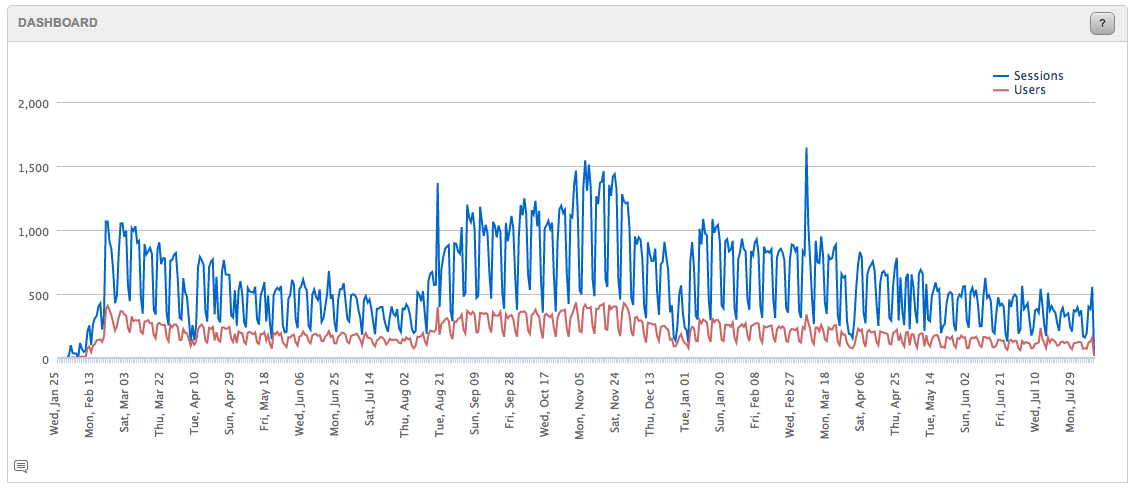 DASHBOARD
?
Sessions
Users
2,000
1,500
1,000
500
0
Wed, Jan 25
Mon, Feb 13
Sat, Mar 03
Thu, Mar 22
Tue, Apr 10
Sun, Apr 29
Fri, May 18
Wed, Jun 06
Mon, Jun 25
Sat, Jul 14
Thu, Aug 02
Tue, Aug 21
Sun, Sep 09
Fri, Sep 28
Wed, Oct 17
Mon, Nov 05
Sat, Nov 24
Thu, Dec 13
Tue, Jan 01
Sun, Jan 20
Fri, Feb 08
Wed, Feb 27
Mon, Mar 18
Sat, Apr 06
Thu, Apr 25
Tue, May 14
Sun, Jun 02
Fri, Jun 21
Wed, Jul 10
Mon, Jul 29